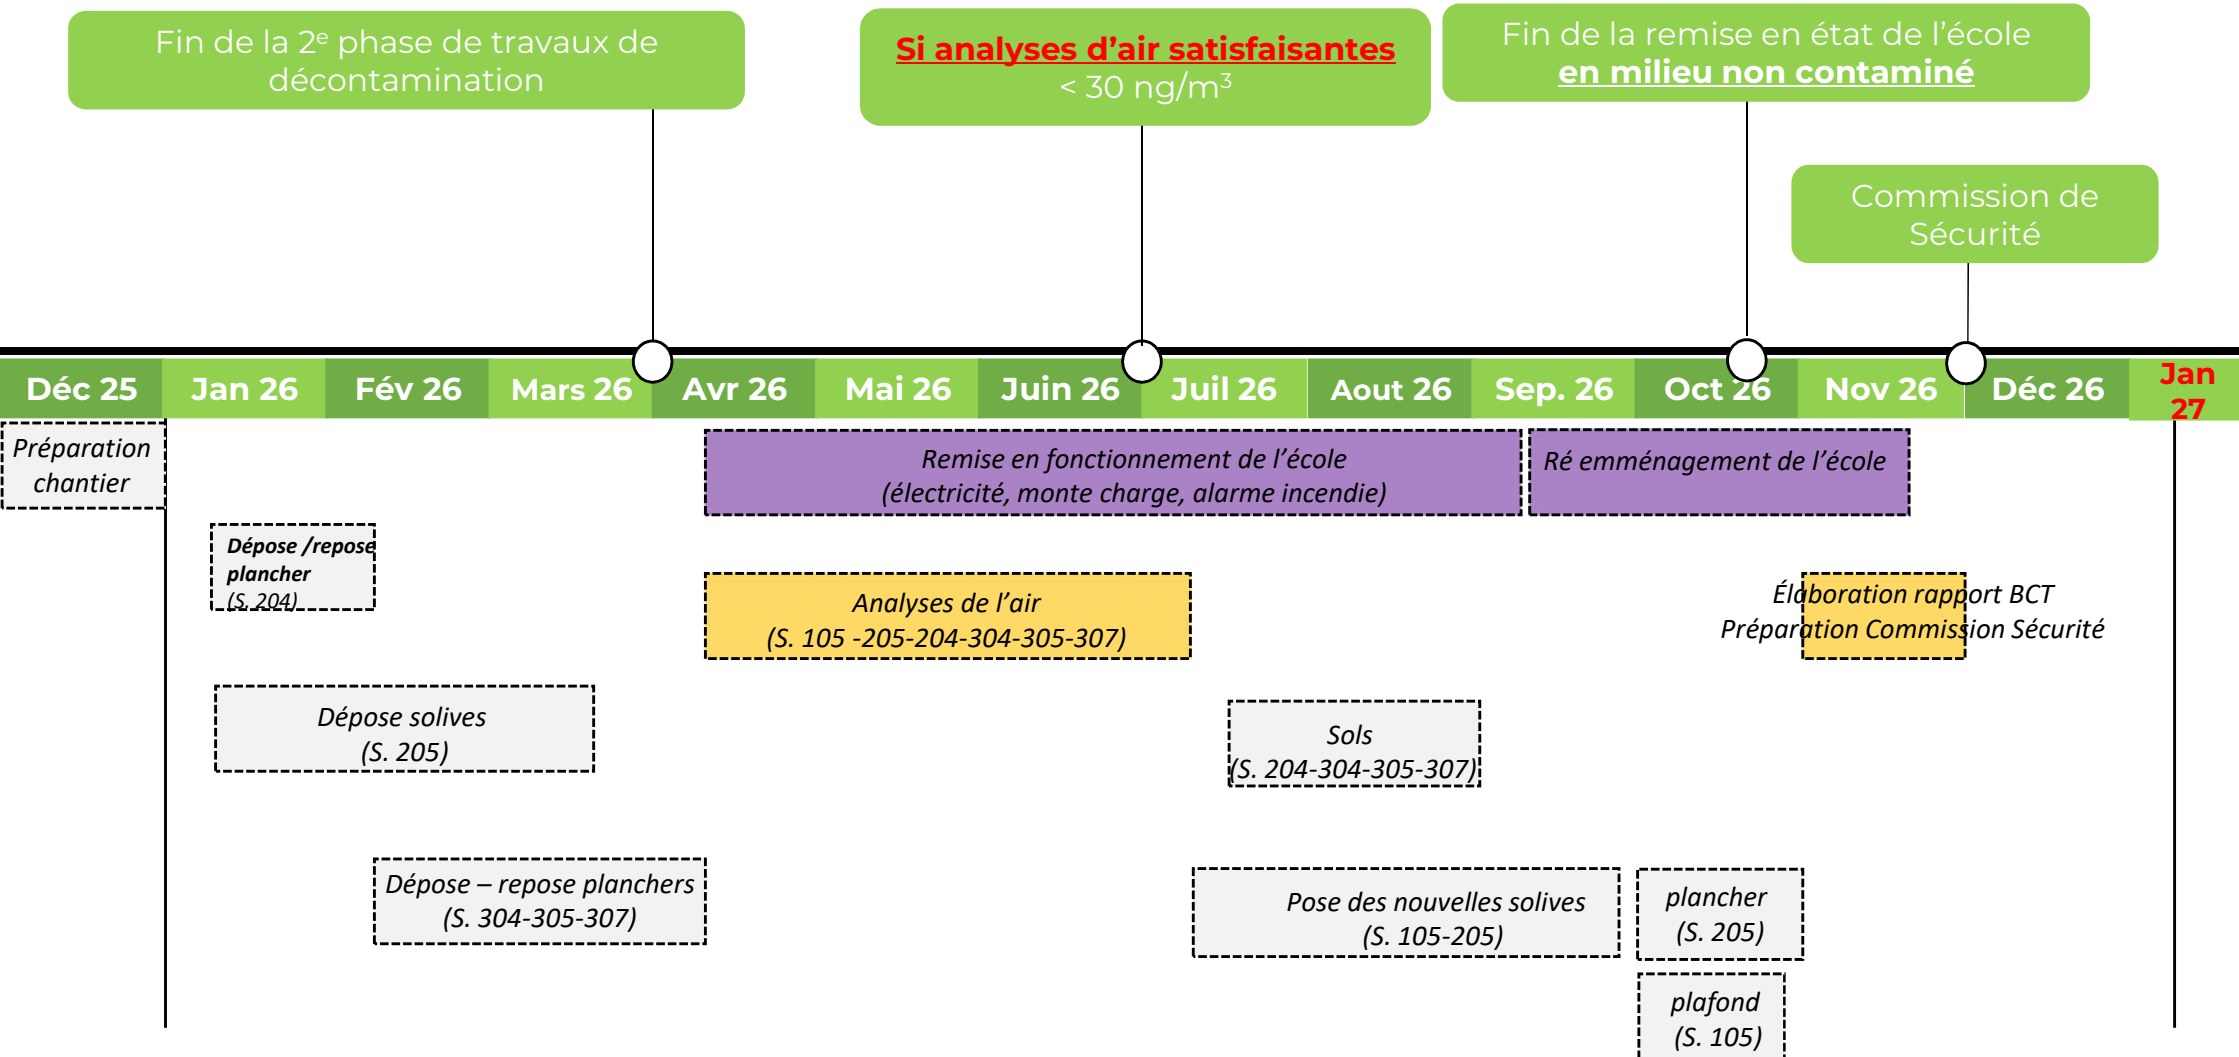 Fin de la 2e phase de travaux de
décontamination
Si analyses d’air satisfaisantes
< 30 ng/m3
Fin de la remise en état de l’école
en milieu non contaminé
Commission de
Sécurité
Déc 25
Jan 26
Fév 26
Mars 26
Avr 26
Mai 26
Juin 26
Juil 26
Aout 26
Sep. 26
Oct 26
Nov 26
Déc 26
Jan
27
Préparation
chantier
Remise en fonctionnement de l’école
(électricité, monte charge, alarme incendie)
Ré emménagement de l’école
Dépose /repose
plancher
(S. 204)
Analyses de l’air
(S. 105 -205-204-304-305-307)
Élaboration rapport BCT
Préparation Commission Sécurité
Dépose solives
(S. 205)
Sols
(S. 204-304-305-307)
Dépose – repose planchers
(S. 304-305-307)
Pose des nouvelles solives
(S. 105-205)
plancher
(S. 205)
plafond
(S. 105)